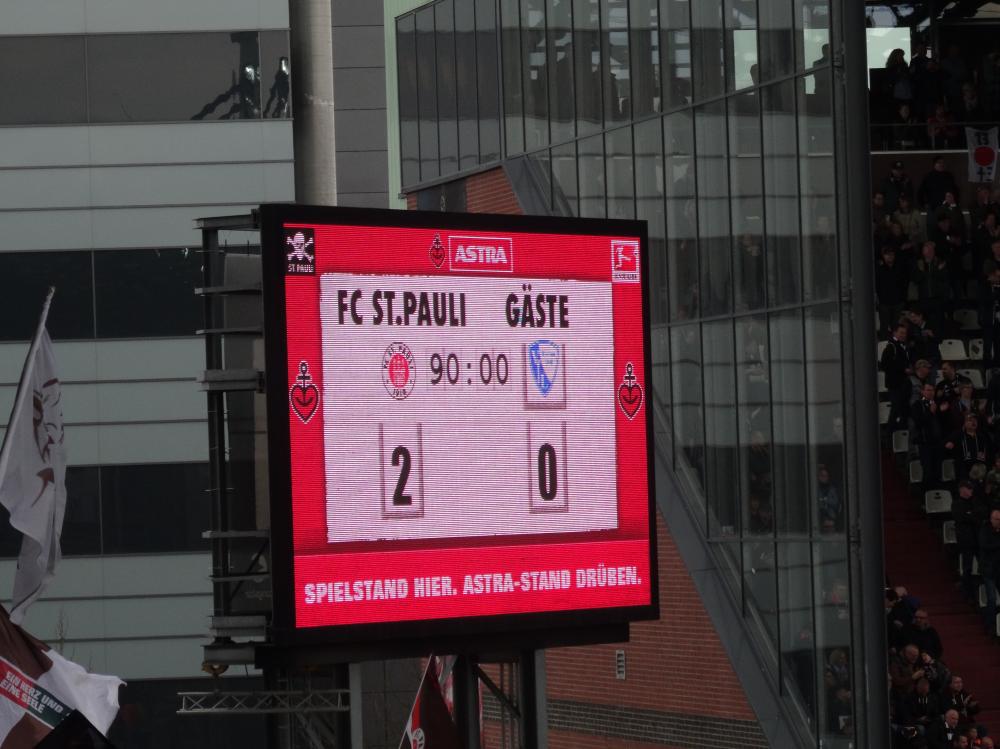 ASTRA
ST. PAULI
FC ST.PAULI GÄSTE
90:00
1910
2 0
SPIELSTAND HIER. ASTRA-STAND DRÜBEN.
EIN HERZ UND
EINE SEELE